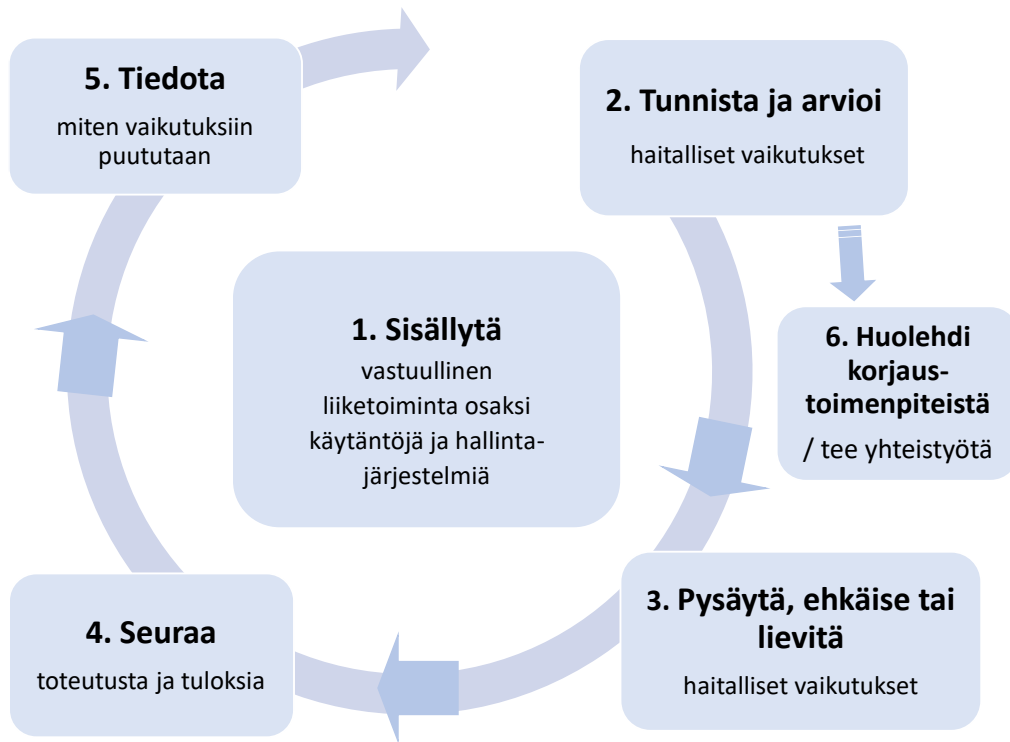 5. Tiedota
miten vaikutuksiin
puututaan
2. Tunnista ja arvioi
haitalliset vaikutukset
1. Sisällytä
vastuullinen
liiketoiminta osaksi
käytäntöjä ja hallinta-
järjestelmiä
6. Huolehdi
korjaus-
toimenpiteistä
/ tee yhteistyötä
3. Pysäytä, ehkäise tai
lievitä
haitalliset vaikutukset
4. Seuraa
toteutusta ja tuloksia